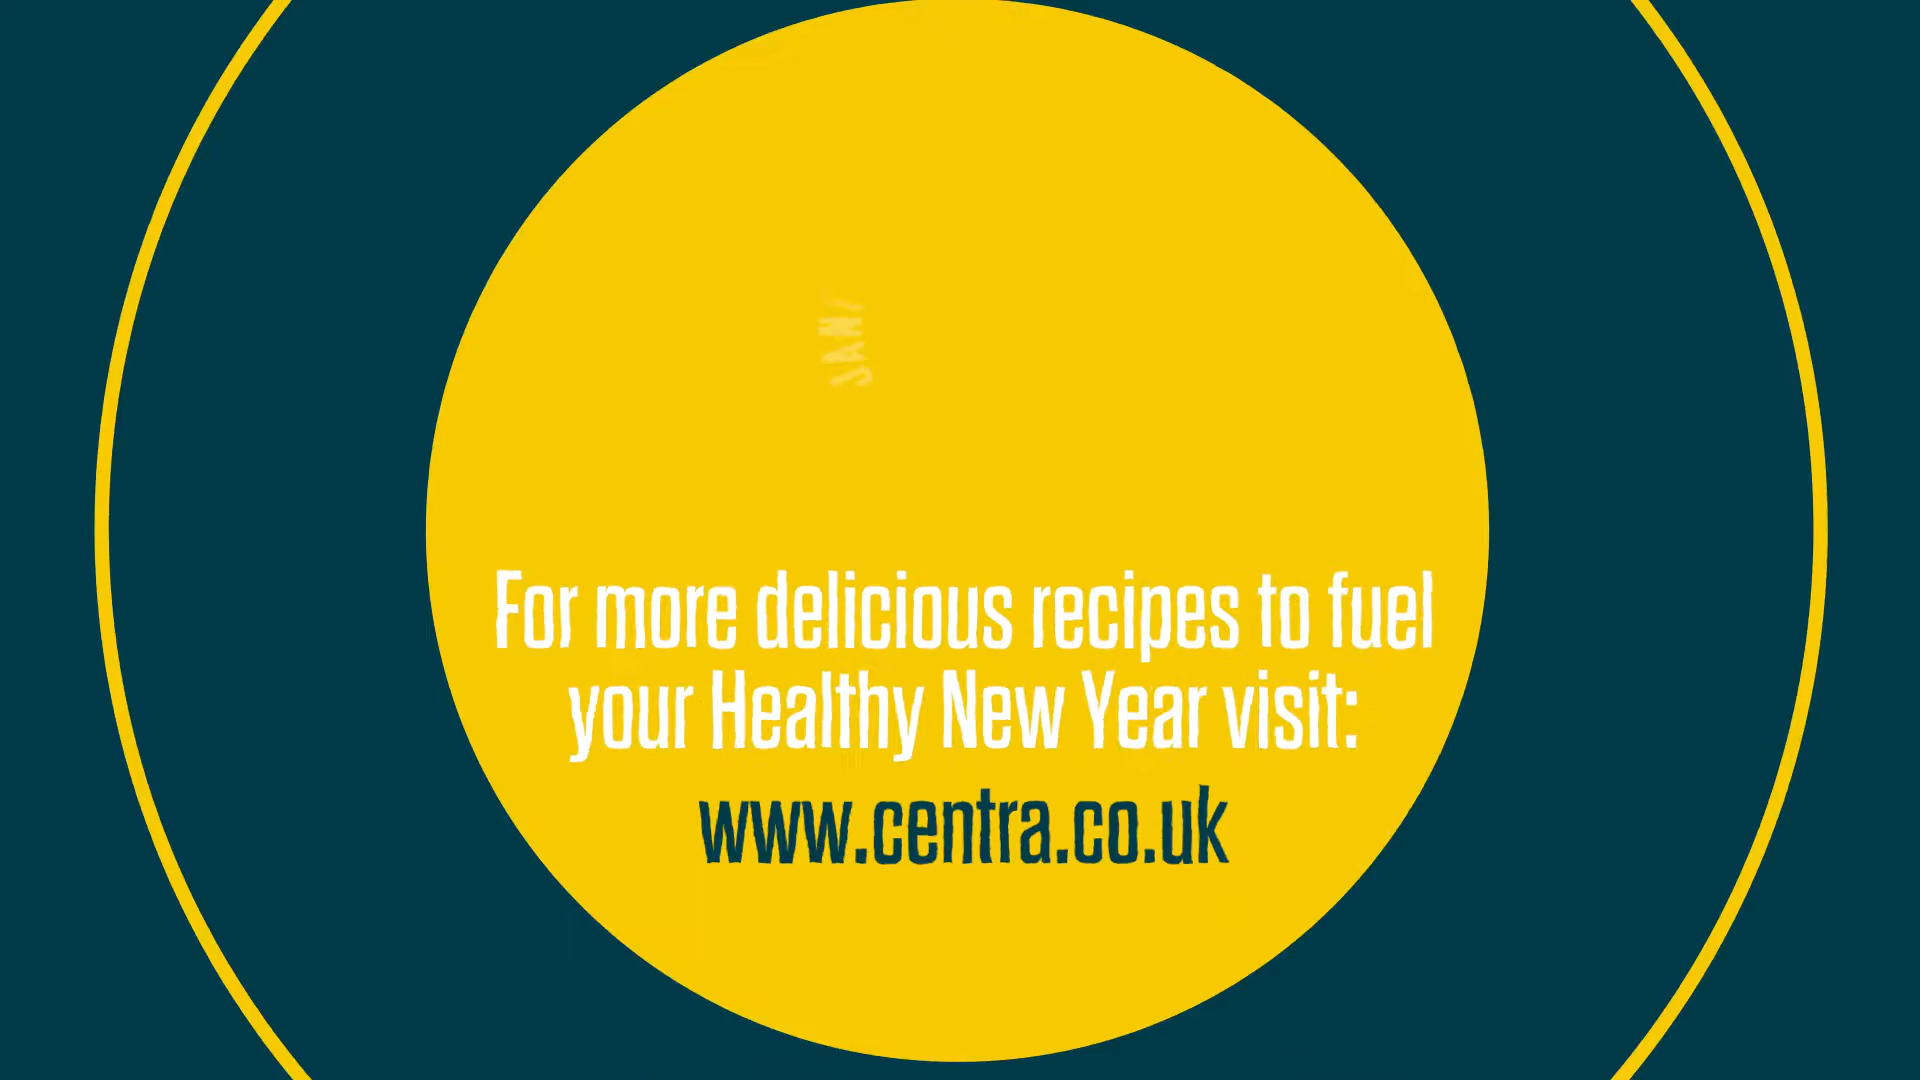 For more delicious recipes to fuel
your Healthy New Year visit:
www.centra.co.uk